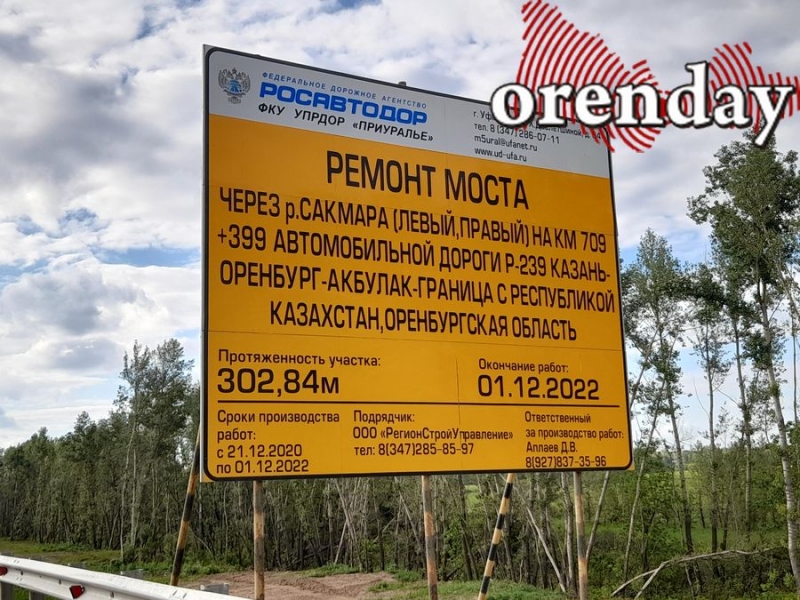 orenday
ФЕДЕРАЛЬНОЕ ДОРОЖНОЕ АГЕНТСТВО
РОСАВТОДОР
ФКУ УПРДОР «ПРИУРАЛЬЕ»
г. Уфа
тел. 8 (347)286-07-11
m5ural@ufanet.ru
www.ud-ufa.ru
РЕМОНТ МОСТА
ЧЕРЕЗ р.САКМАРА (ЛЕВЫЙ,ПРАВЫЙ) НА КМ 709
+399 АВТОМОБИЛЬНОЙ ДОРОГИ Р-239 КАЗАНЬ-
ОРЕНБУРГ-АКБУЛАК-ГРАНИЦА С РЕСПУБЛИКОЙ
КАЗАХСТАН,ОРЕНБУРГСКАЯ ОБЛАСТЬ
Протяженность участка:
302,84м
Окончание работ:
01.12.2022
Сроки производства
работ:
с 21.12.2020
по 01.12.2022
Подрядчик:
ООО «РегионСтройУправление»
тел: 8(347)285-85-97
Ответственный
за производство работ:
Аппаев Д.В.
8(927)837-35-96